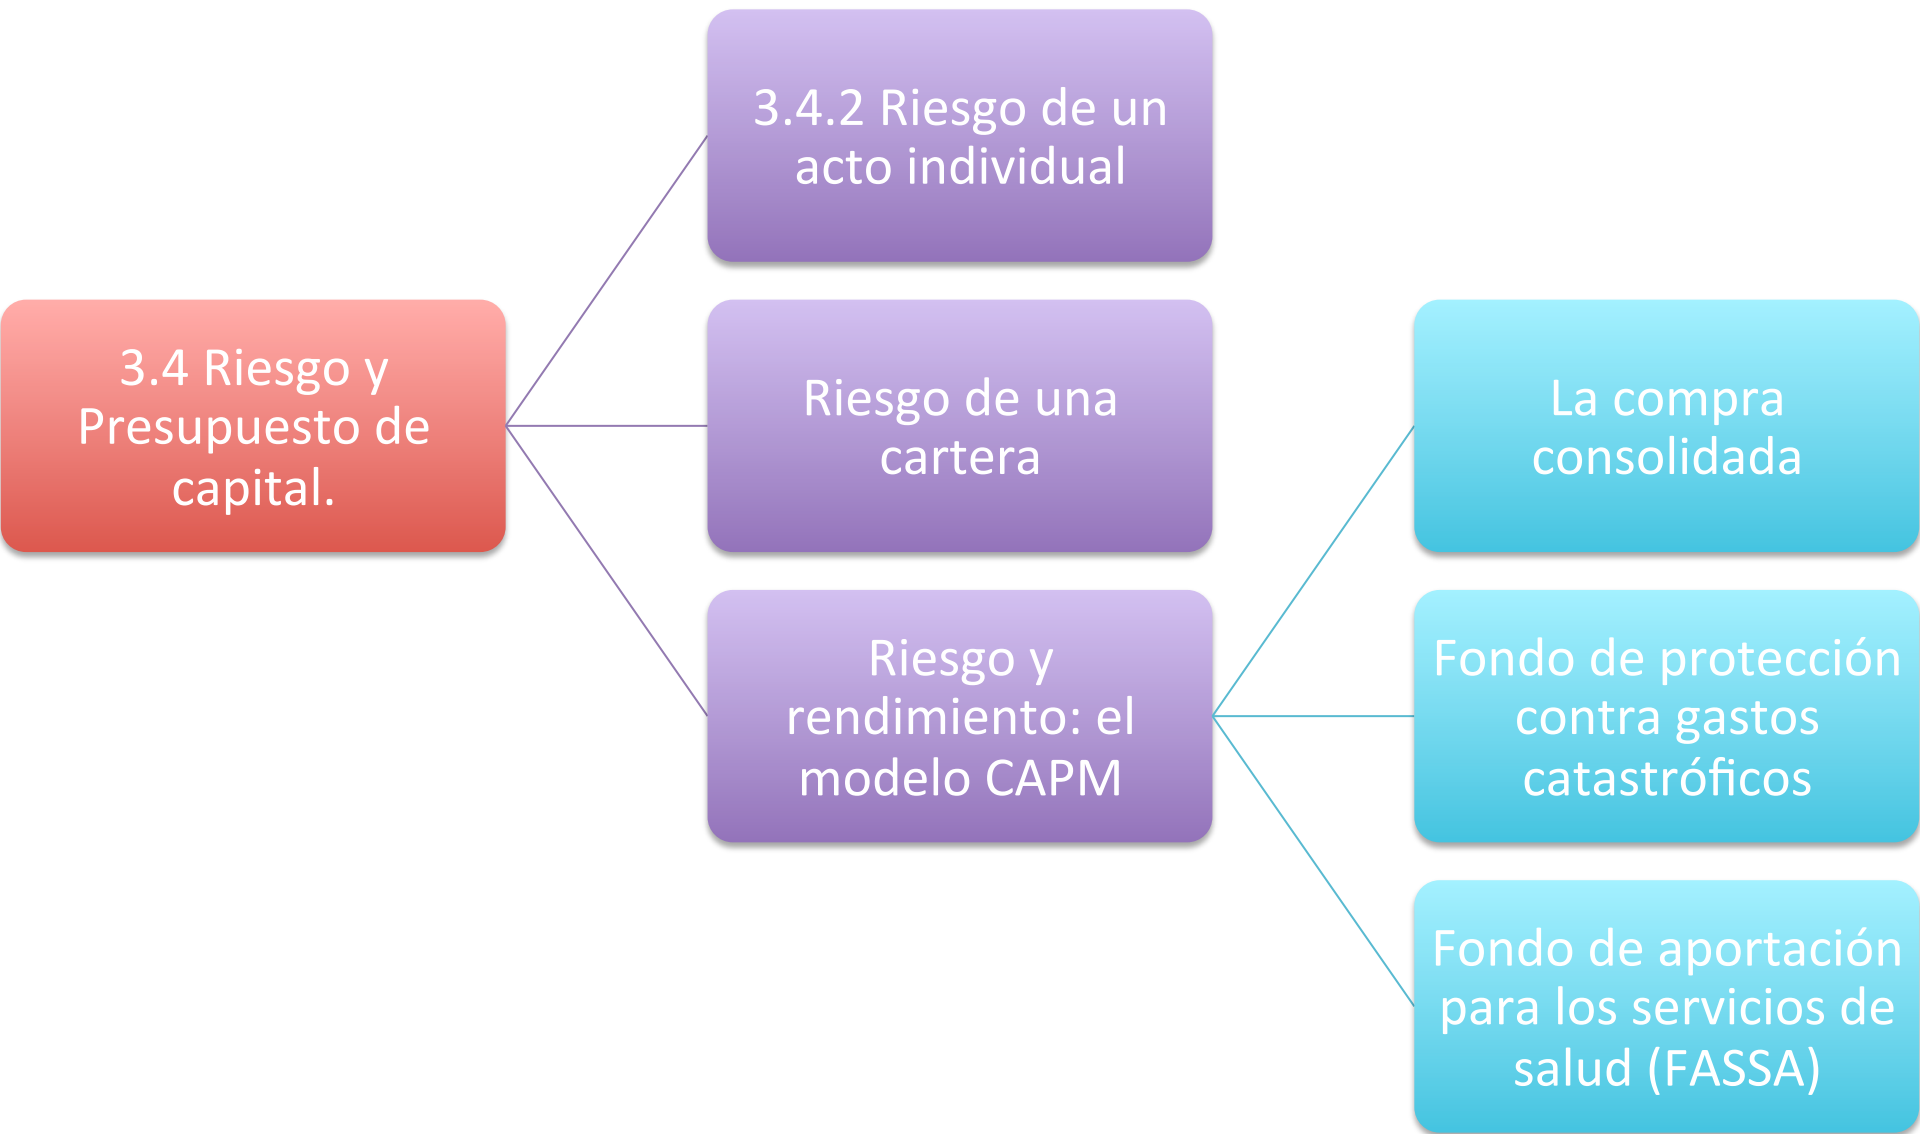 3.4.2 Riesgo de un
acto individual
3.4 Riesgo y
Presupuesto de
capital.
Riesgo de una
cartera
La compra
consolidada
Riesgo y
rendimiento: el
modelo CAPM
Fondo de protección
contra gastos
catastróficos
Fondo de aportación
para los servicios de
salud (FASSA)